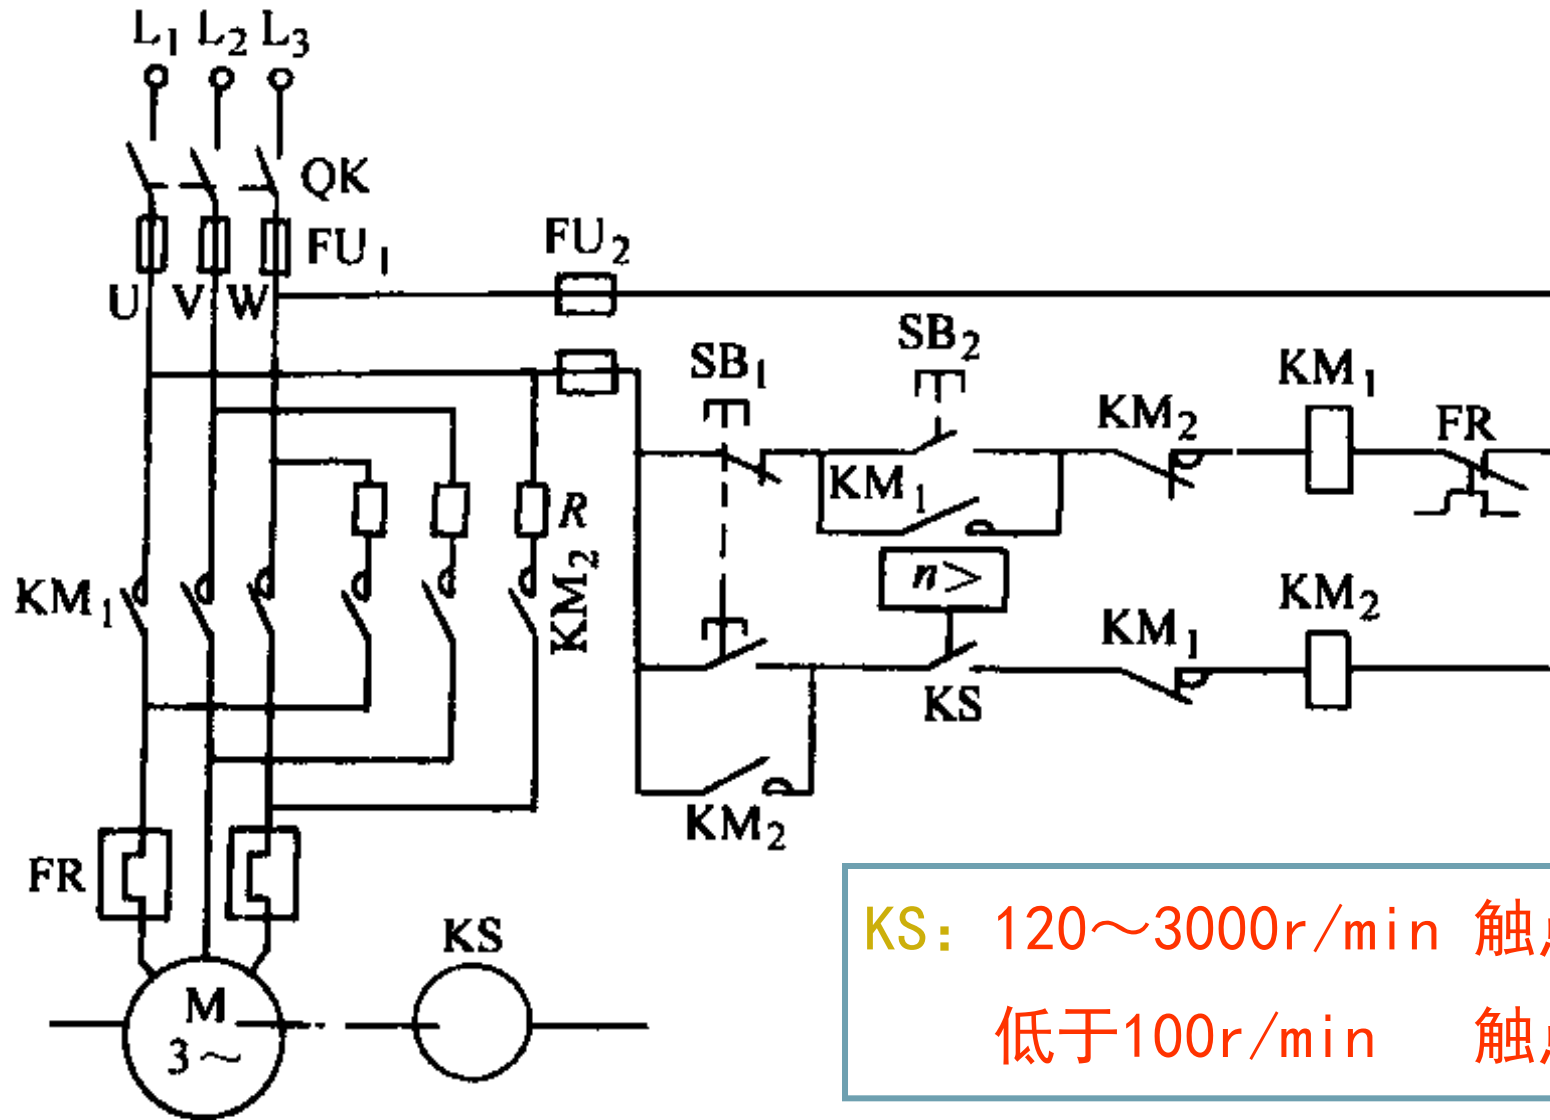 L1 L2 L3
QK
FU1
FU2
U V W
SB1
SB2
KM1
KM2
FR
KM1
R
n>
KM1
KM2
KM1
KM2
KS
KM2
FR
KS
M
3～
KS：120～3000r/min 触
低于100r/min 触